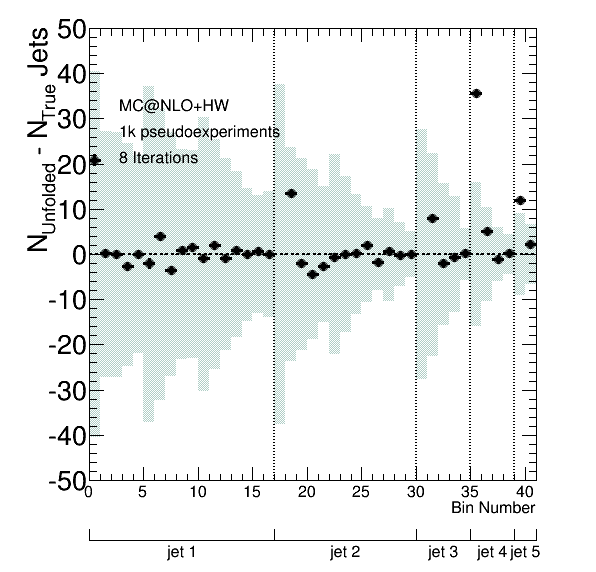 N_Unfolded - N_True Jets
50
40
30
20
10
0
-10
-20
-30
-40
-50
MC@NLO+HW
1k pseudoexperiments
8 Iterations
0 5 10 15 20 25 30 35 40
Bin Number
jet 1 jet 2 jet 3 jet 4 jet 5